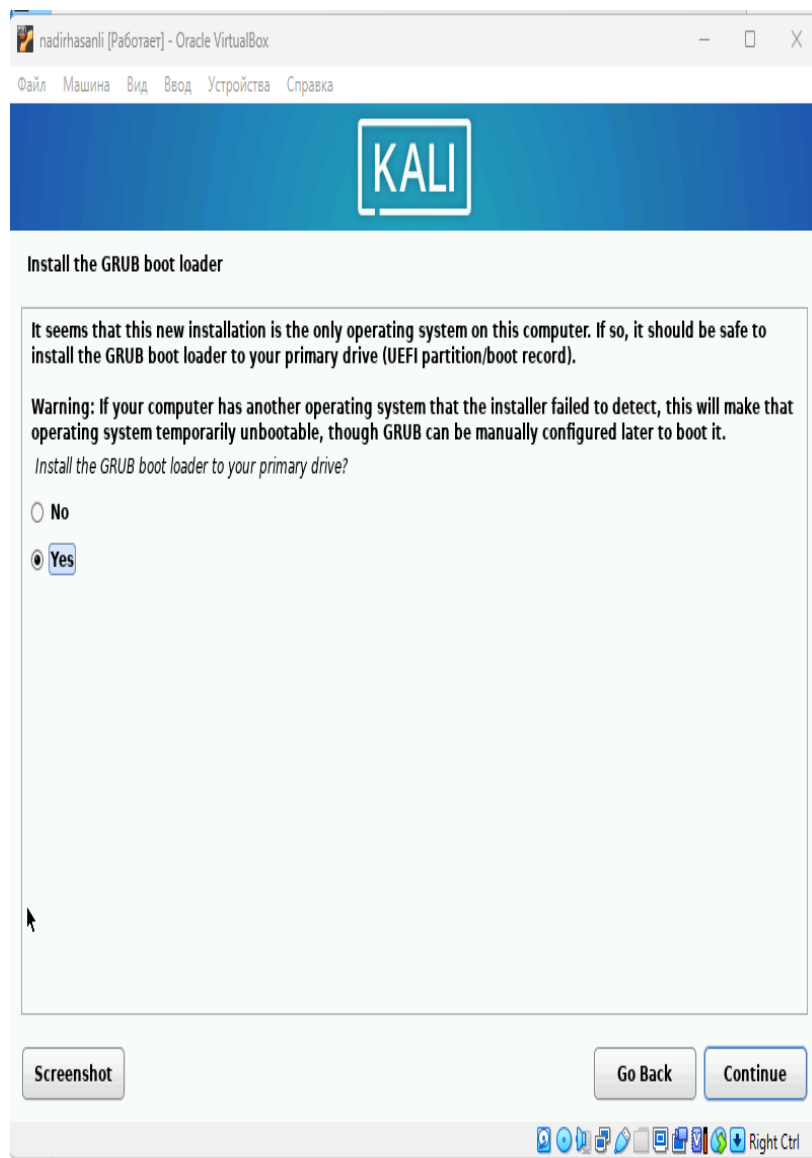 nadirhasanli [Работает] - Oracle VirtualBox
Файл Машина Вид Ввод Устройства Справка
KALI
Install the GRUB boot loader
It seems that this new installation is the only operating system on this computer. If so, it should be safe to
install the GRUB boot loader to your primary drive (UEFI partition/boot record).
Warning: If your computer has another operating system that the installer failed to detect, this will make that
operating system temporarily unbootable, though GRUB can be manually configured later to boot it.
Install the GRUB boot loader to your primary drive?
No
Yes
Screenshot Go Back Continue
Right Ctrl